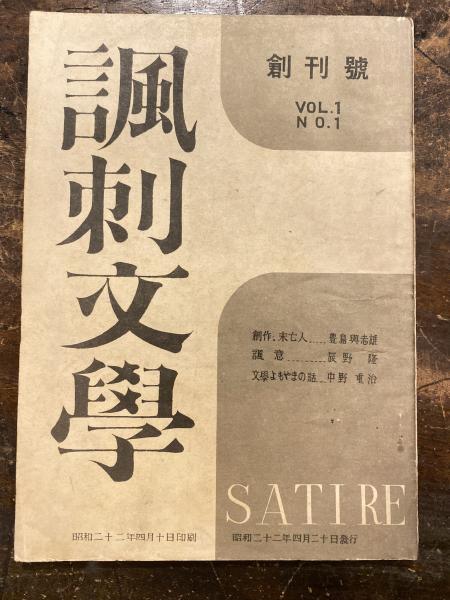 諷刺文學
創刊號
VOL.1
NO.1
創作・未亡人……豊島與志雄
諷意……辰野 隆
文學よもやまの話……中野 重治
SATIRE
昭和二十二年四月十日印刷
昭和二十二年四月二十日發行